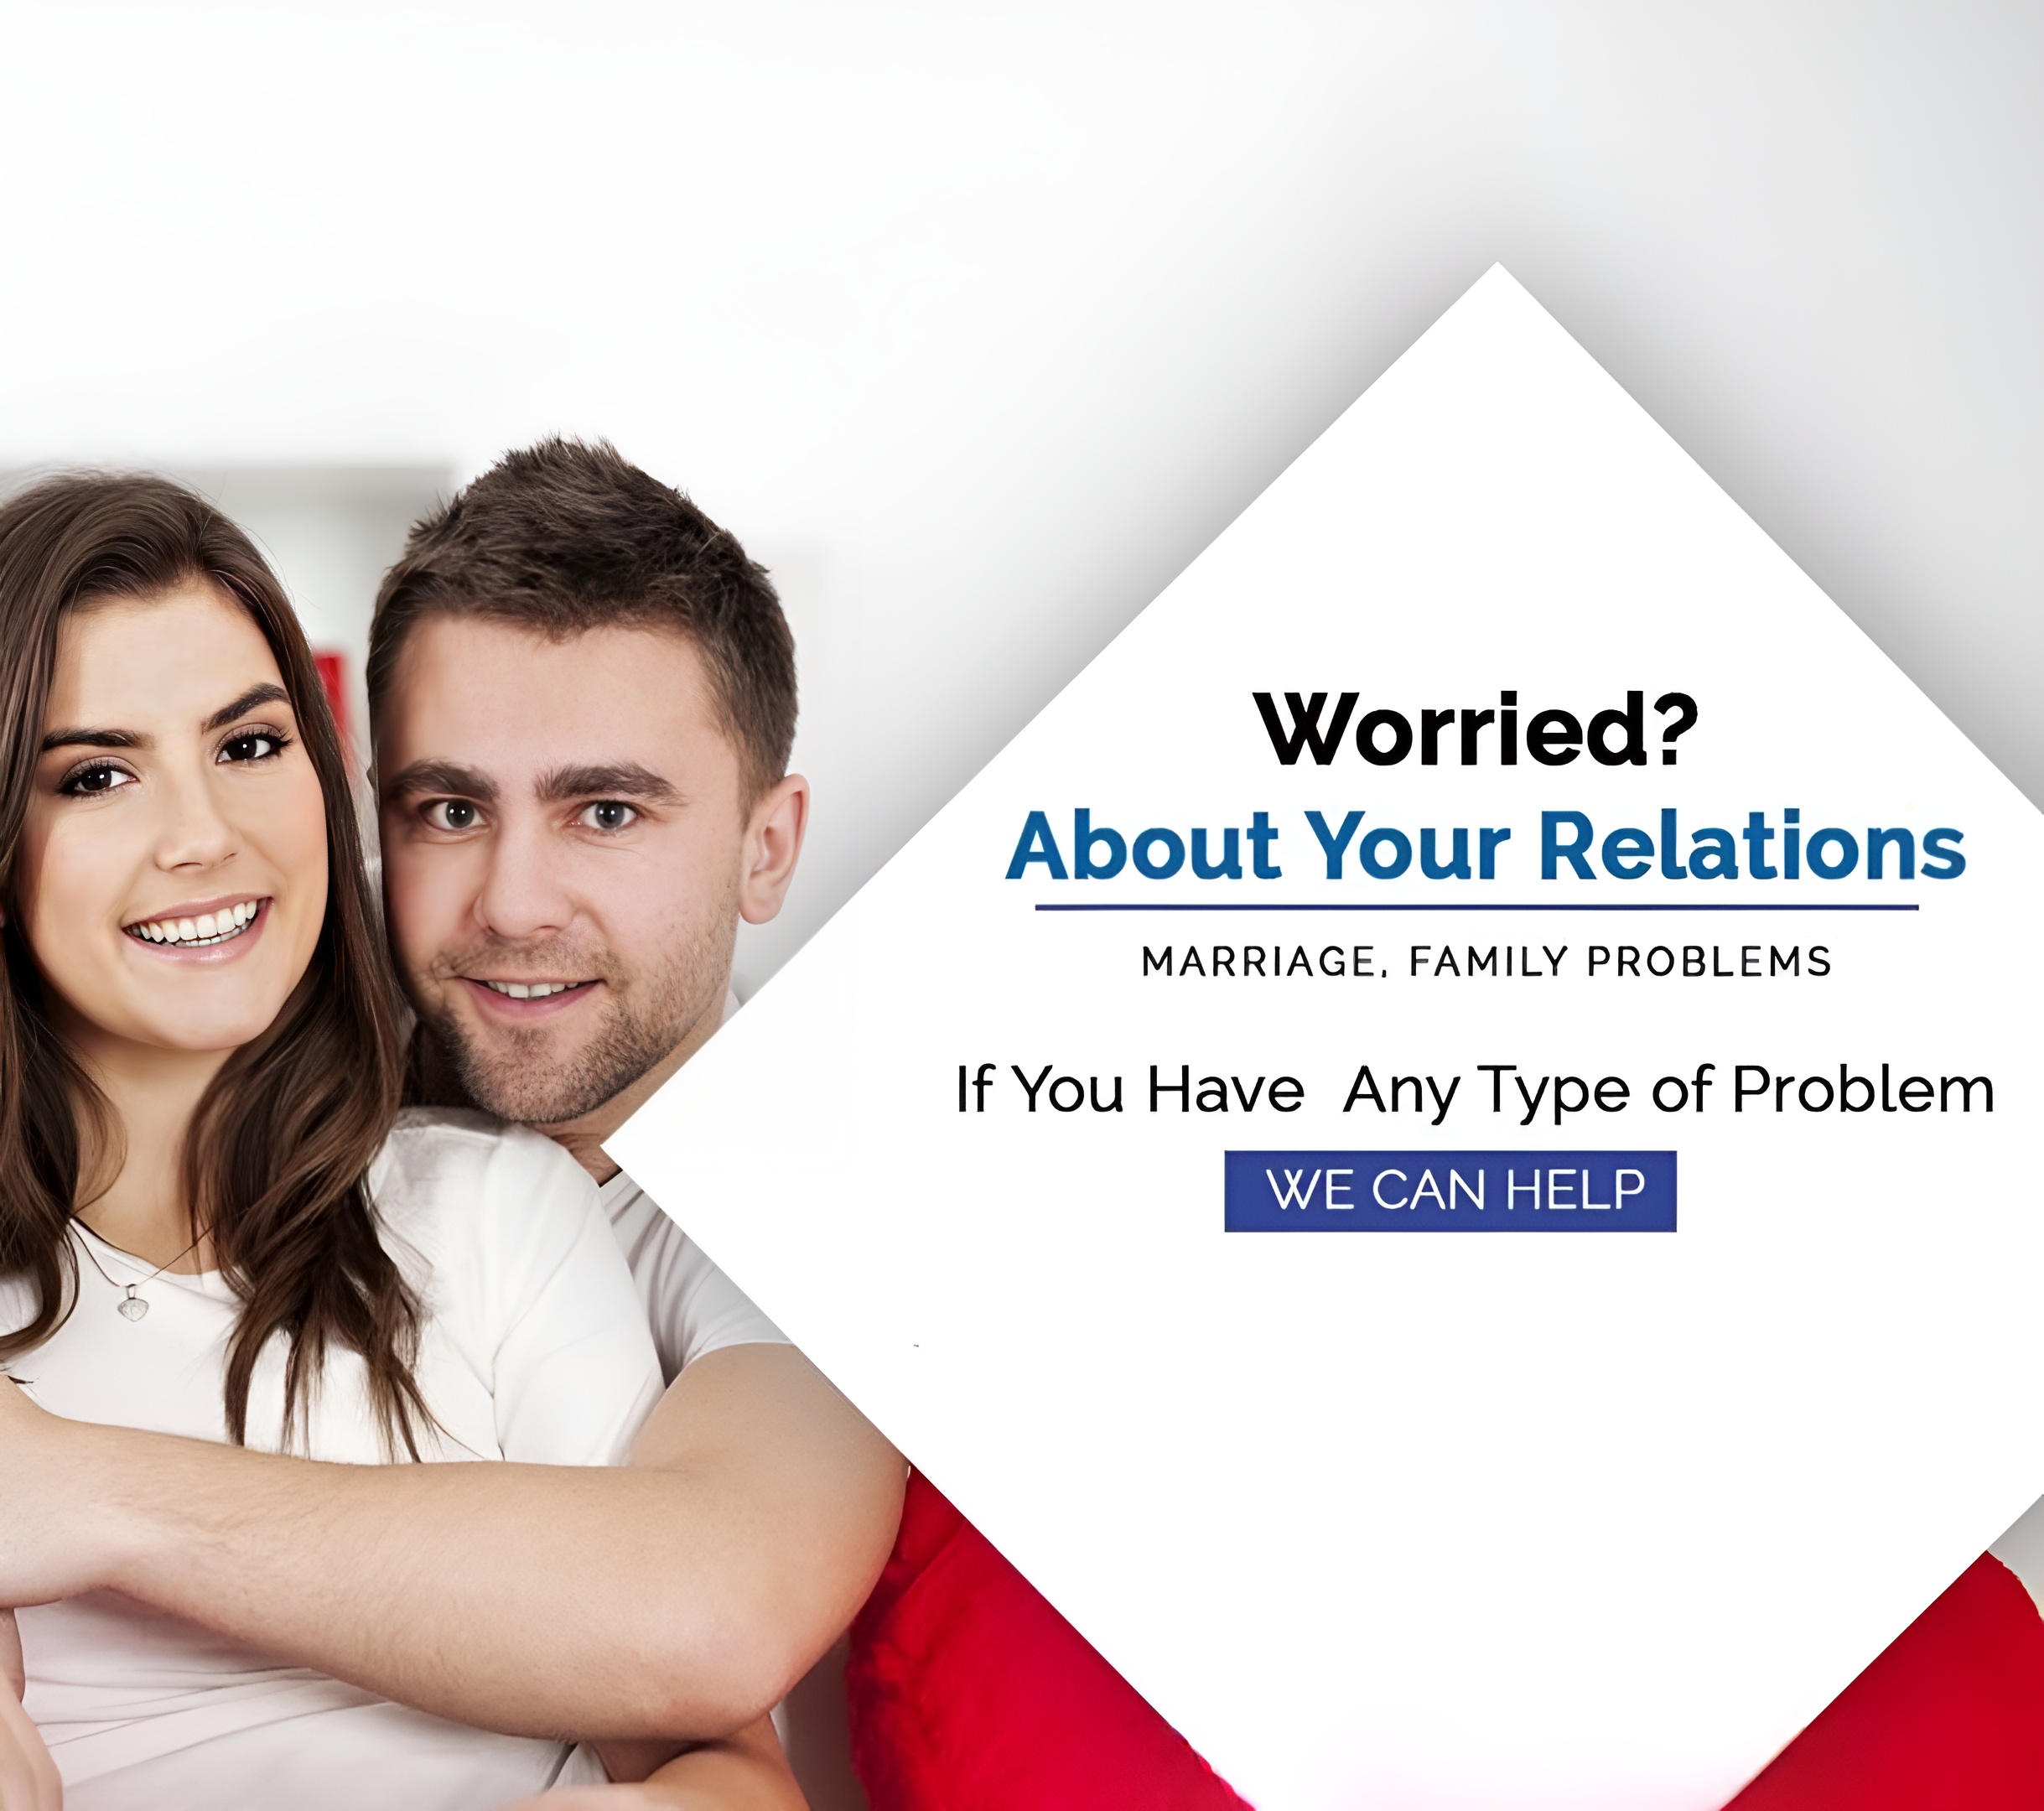 Worried?
About Your Relations
MARRIAGE, FAMILY PROBLEMS
If You Have Any Type of Problem
WE CAN HELP